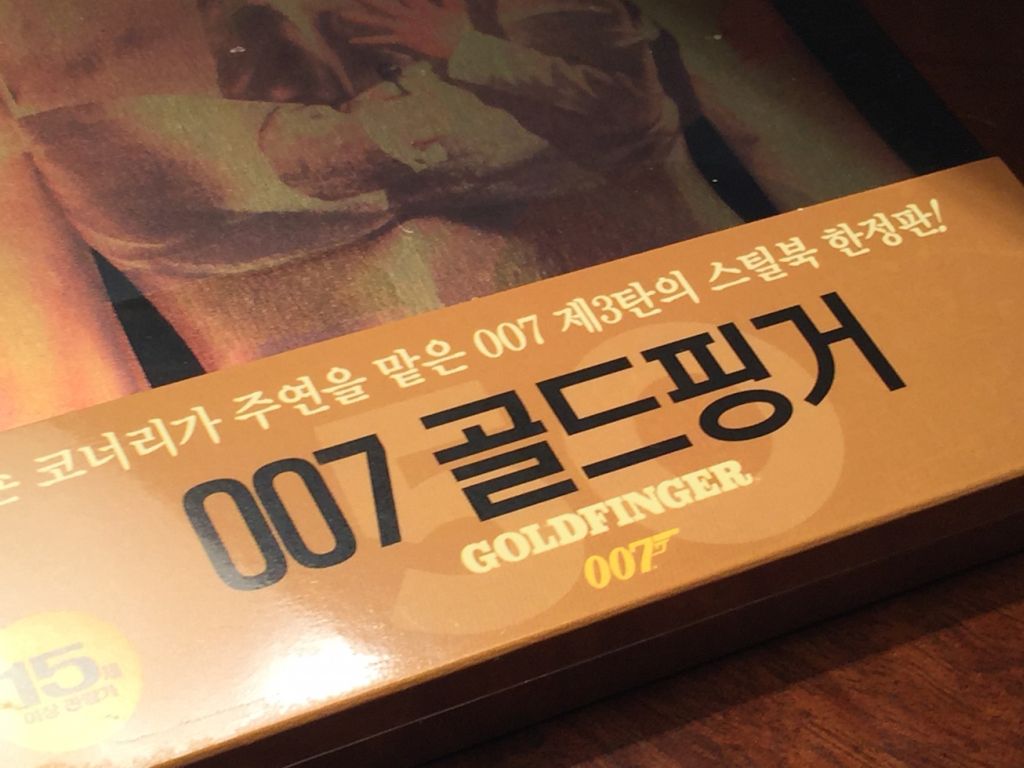 코너리가 주연을 맡은 007 제3탄의 스틸북 한정판!
007 골드핑거
GOLDFINGER
007
50
15세
이상 관람가